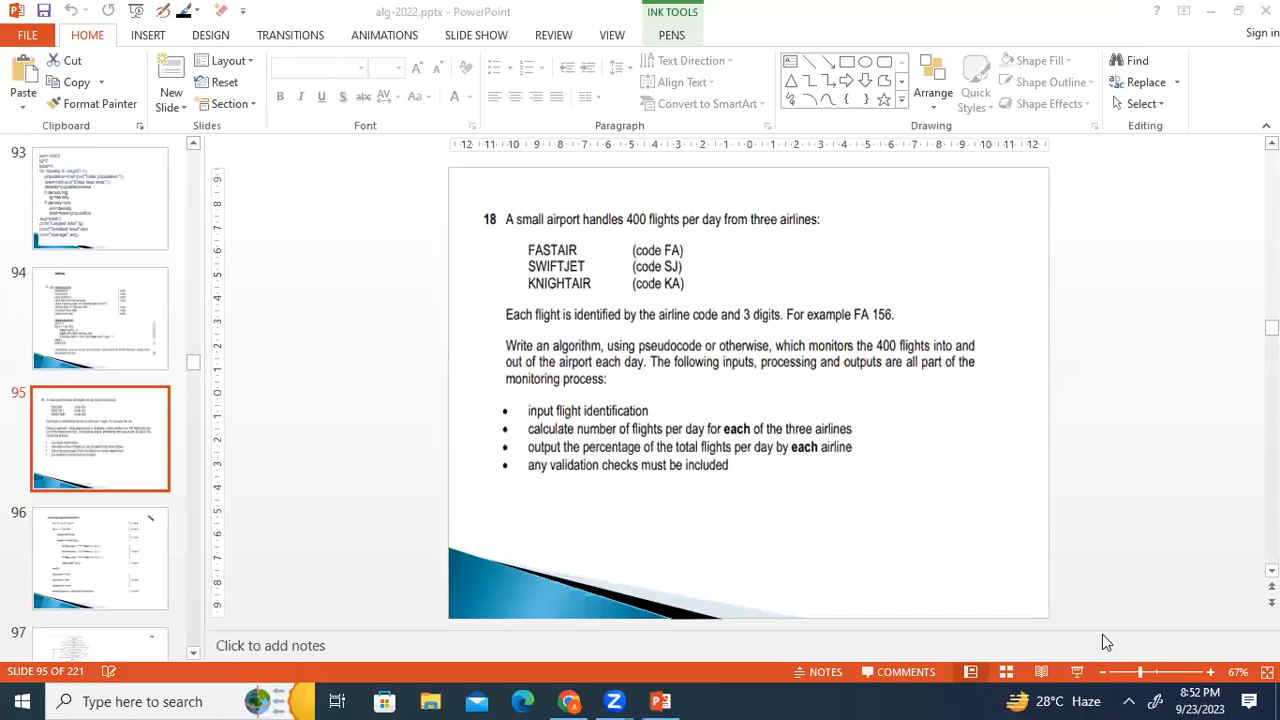 alg-2022.pptx - PowerPoint
INK TOOLS
FILE HOME INSERT DESIGN TRANSITIONS ANIMATIONS SLIDE SHOW REVIEW VIEW PENS Sign in
Paste
Cut
Copy
Format Painter
Clipboard
New Slide
Layout
Reset
Section
Slides
Font
Text Direction
Align Text
Convert to SmartArt
Paragraph
Arrange
Quick Styles
Shape Fill
Shape Outline
Shape Effects
Drawing
Find
Replace
Select
Editing
93
94
95
96
97
18 A small airport handles 400 flights per day from three airlines:
FASTAIR (code FA)
SWIFTJET (code SJ)
KNIGHTAIR (code KA)
Each flight is identified by the airline code and 3 digits. For example FA 156.
Write an algorithm, using pseudocode or otherwise, which monitors the 400 flights into and
out of the airport each day. The following inputs, processing and outputs are all part of the
monitoring process:
• input flight identification
• calculate number of flights per day for each of the three airlines
• output the percentage of the total flights per day by each airline
• any validation checks must be included
Click to add notes
SLIDE 95 OF 221
NOTES
COMMENTS
67%
Type here to search
28°C Haze
8:52 PM
9/23/2023